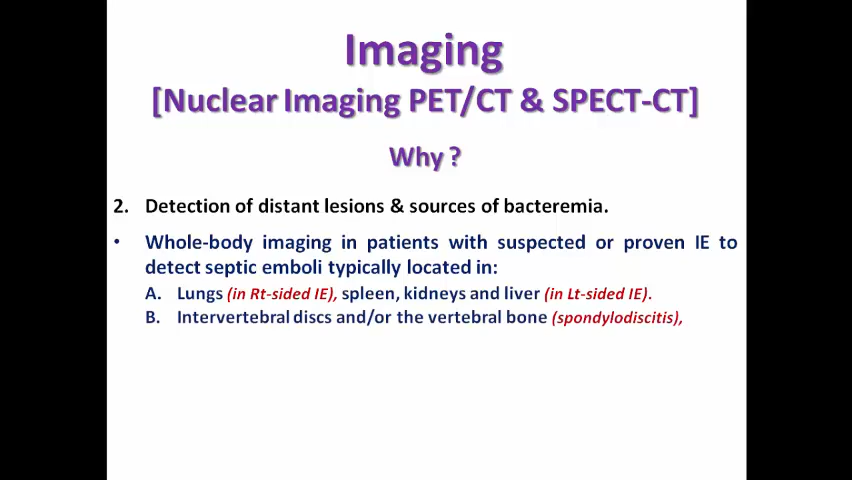 Imaging
[Nuclear Imaging PET/CT & SPECT-CT]
Why ?
2. Detection of distant lesions & sources of bacteremia.
• Whole-body imaging in patients with suspected or proven IE to
detect septic emboli typically located in:
A. Lungs (in Rt-sided IE), spleen, kidneys and liver (in Lt-sided IE).
B. Intervertebral discs and/or the vertebral bone (spondylodiscitis),